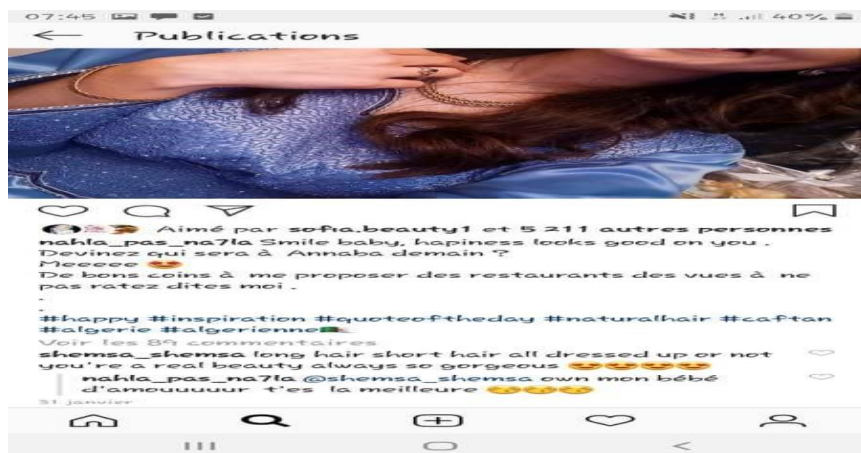 07:45 40%
Publications
Aimé par sofia.beauty1 et 5 211 autres personnes
nahla_pas_na7la Smile baby, hapiness looks good on you .
Devinez qui sera à Annaba demain ?
Meeeee 😍
De bons coins à me proposer des restaurants des vues à ne
pas ratez dites moi .
.
.
#happy #inspiration #quoteoftheday #naturalhair #caftan
#algerie #algerienne🇩🇿
Voir les 89 commentaires
shemsa_shemsa long hair short hair all dressed up or not
you're a real beauty always so gorgeous 😍😍😍😍
nahla_pas_na7la @shemsa_shemsa own mon bébé
d'amouuuuur t'es la meilleure 😚😚😚
31 janvier